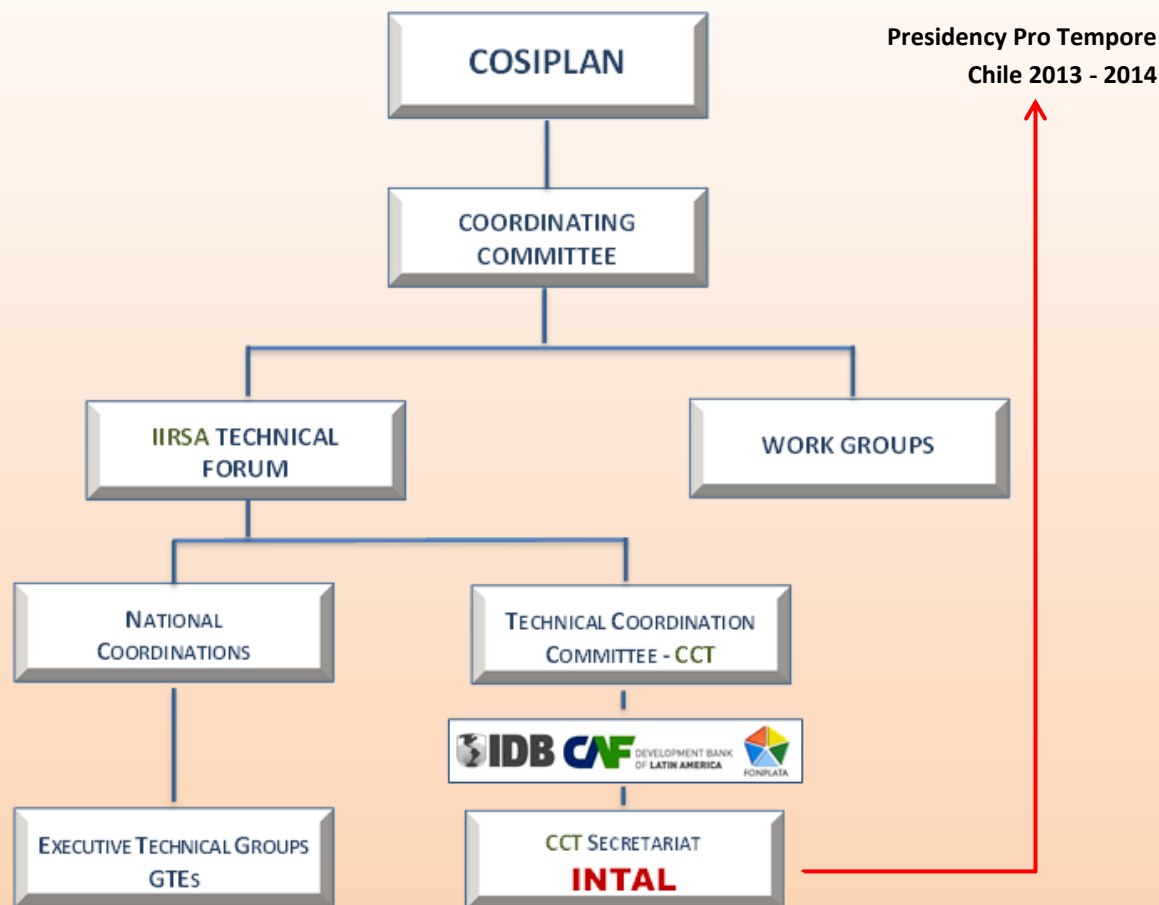 COSIPLAN
Presidency Pro Tempore
Chile 2013 - 2014
COORDINATING
COMMITTEE
IIRSA TECHNICAL
FORUM
WORK GROUPS
NATIONAL
COORDINATIONS
TECHNICAL COORDINATION
COMMITTEE - CCT
IDB
CAF
DEVELOPMENT BANK
OF LATIN AMERICA
FONPLATA
EXECUTIVE TECHNICAL GROUPS
GTEs
CCT SECRETARIAT
INTAL